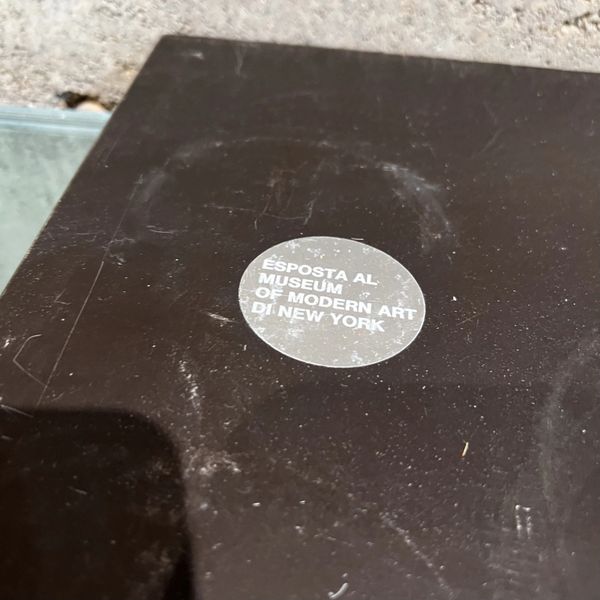 ESPOSTA AL
MUSEUM
OF MODERN ART
DI NEW YORK